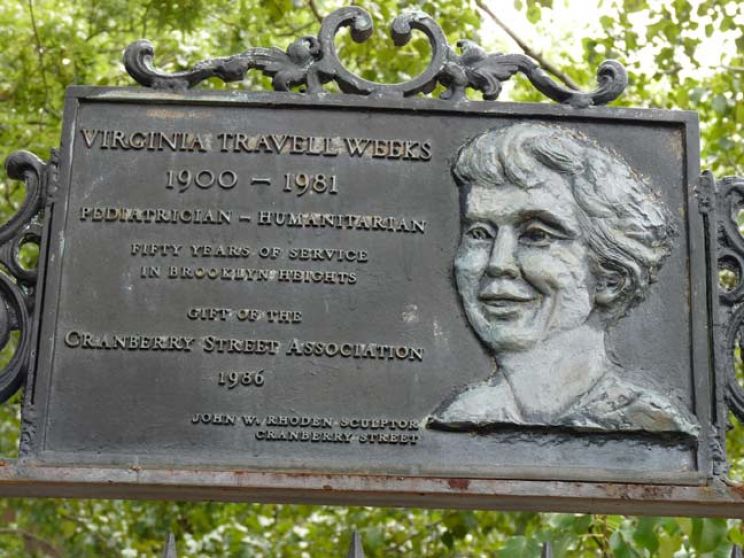 VIRGINIA TRAVELL WEEKS
1900 – 1981
PEDIATRICIAN – HUMANITARIAN
FIFTY YEARS OF SERVICE
IN BROOKLYN HEIGHTS
GIFT OF THE
CRANBERRY STREET ASSOCIATION
1986
JOHN W. RHODEN–SCULPTOR
CRANBERRY STREET